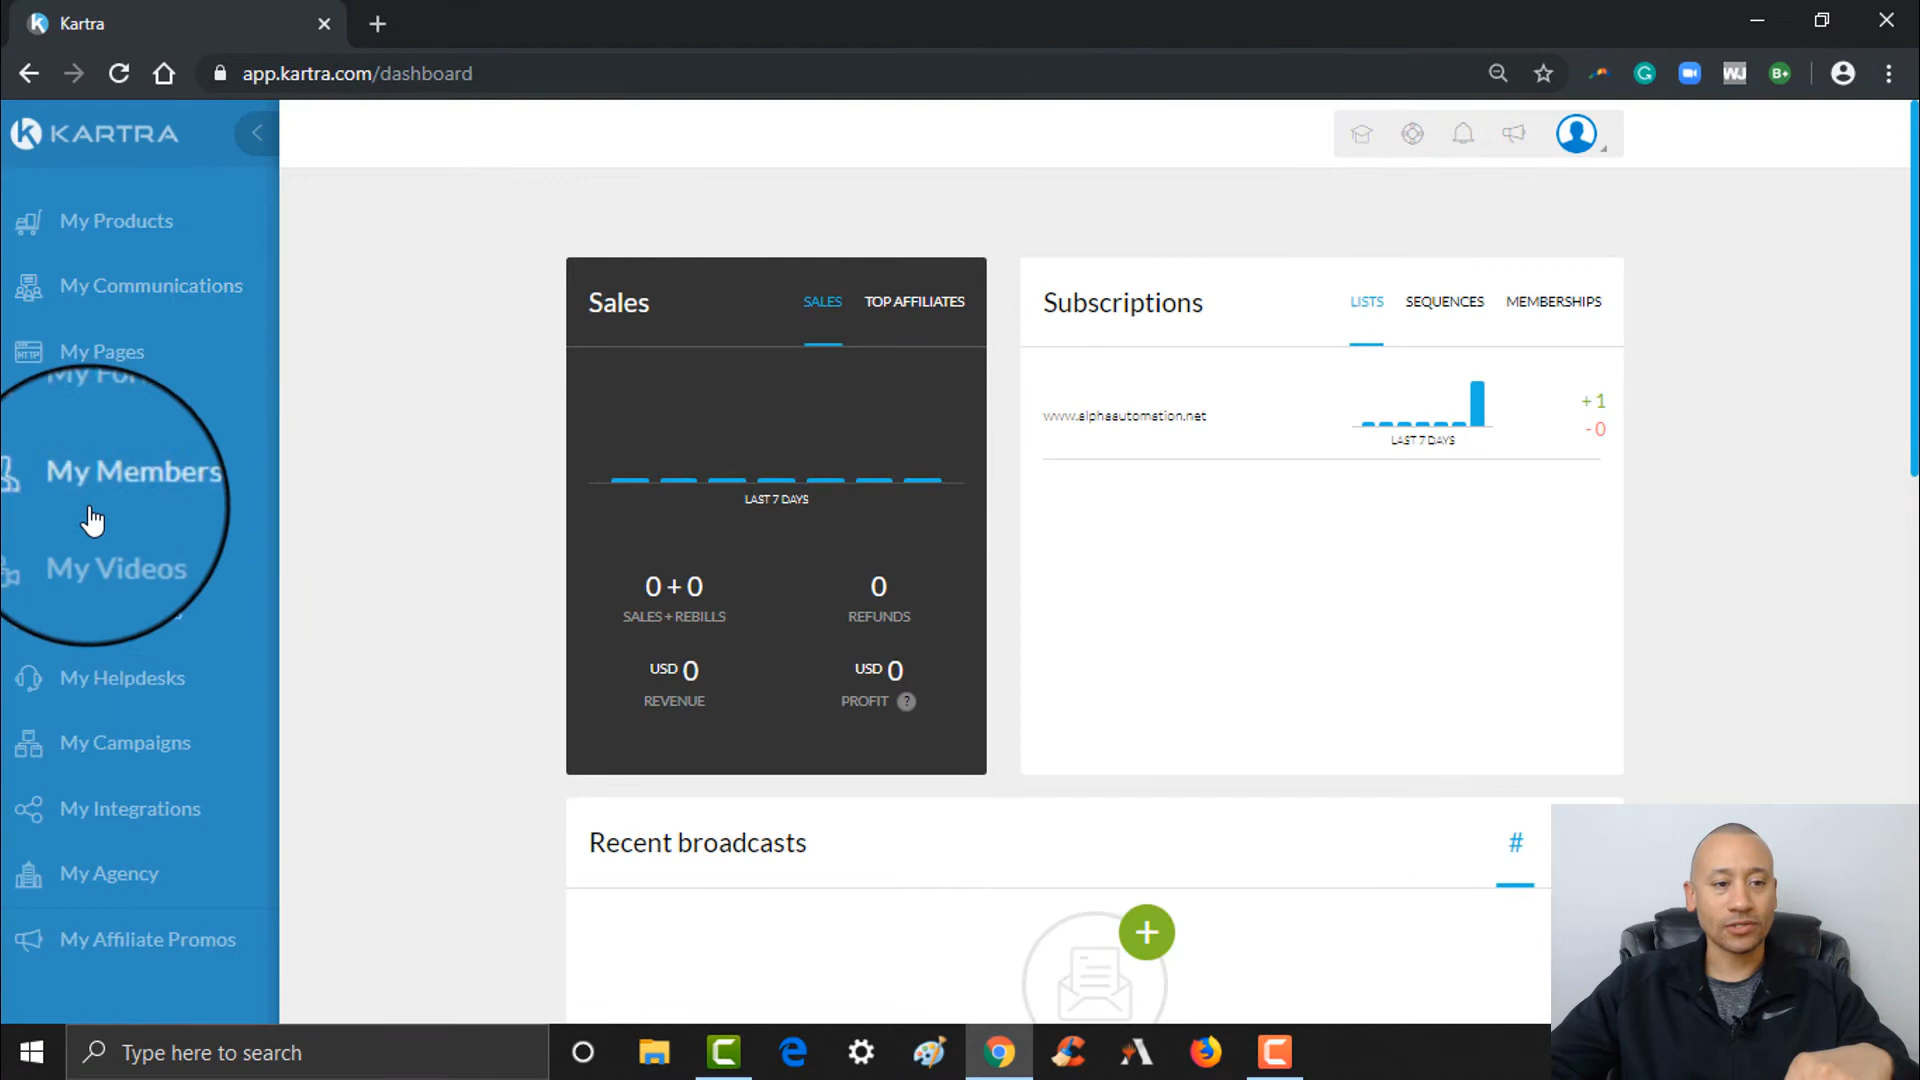 Kartra
app.kartra.com/dashboard
WJ
B+
KARTRA
My Products
My Communications
HTTP
My Pages
My Members
My Videos
My Helpdesks
My Campaigns
My Integrations
My Agency
My Affiliate Promos
Sales
SALES
TOP AFFILIATES
LAST 7 DAYS
0 + 0
SALES + REBILLS
0
REFUNDS
USD 0
REVENUE
USD 0
PROFIT ?
Subscriptions
LISTS
SEQUENCES
MEMBERSHIPS
www.alphaautomation.net
LAST 7 DAYS
+ 1
- 0
Recent broadcasts
#
Type here to search